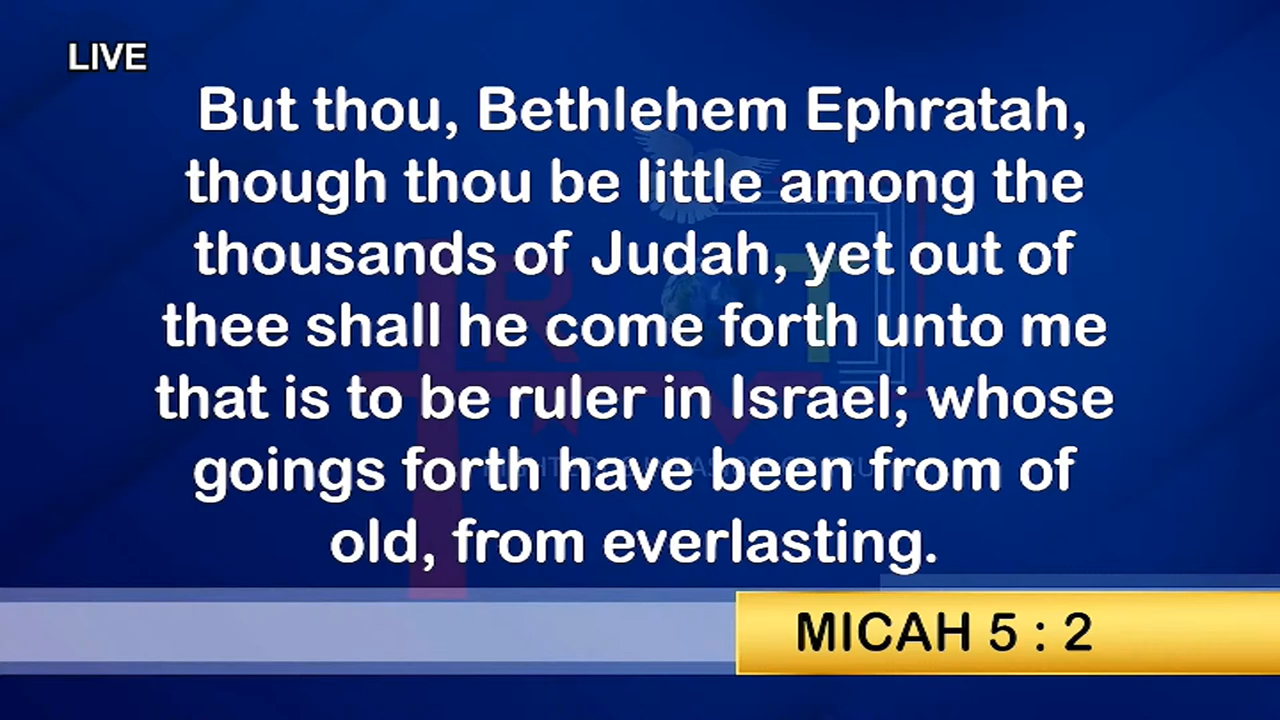 LIVE
But thou, Bethlehem Ephratah,
though thou be little among the
thousands of Judah, yet out of
thee shall he come forth unto me
that is to be ruler in Israel; whose
goings forth have been from of
old, from everlasting.
MICAH 5 : 2